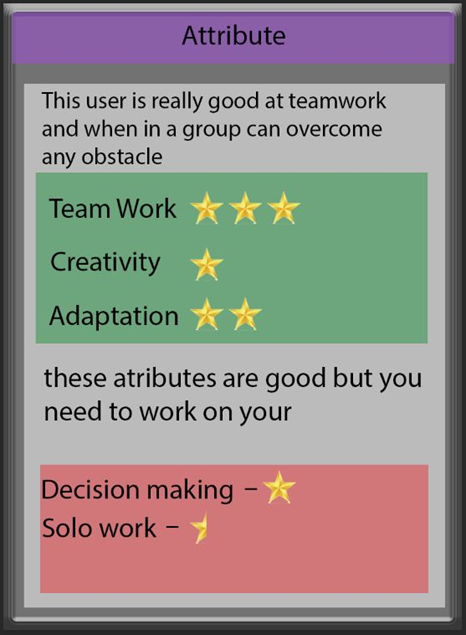 Attribute
This user is really good at teamwork
and when in a group can overcome
any obstacle
Team Work
Creativity
Adaptation
these atributes are good but you
need to work on your
Decision making –
Solo work –